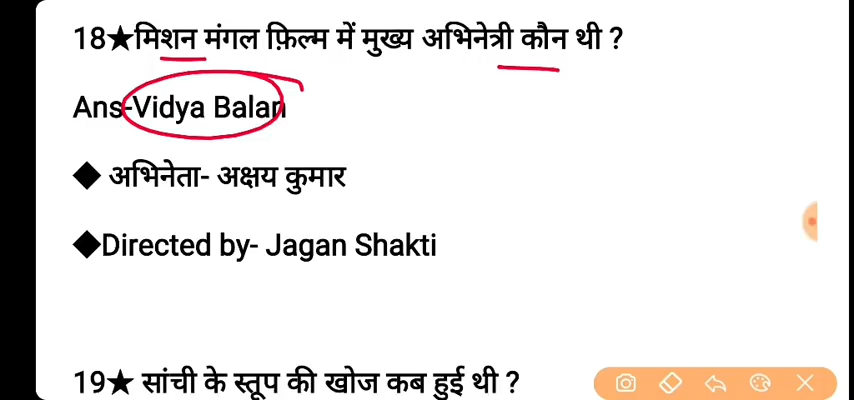 18★मिशन मंगल फ़िल्म में मुख्य अभिनेत्री कौन थी ?
Ans-Vidya Balan
◆ अभिनेता- अक्षय कुमार
◆Directed by- Jagan Shakti
19★ सांची के स्तूप की खोज कब हुई थी ?